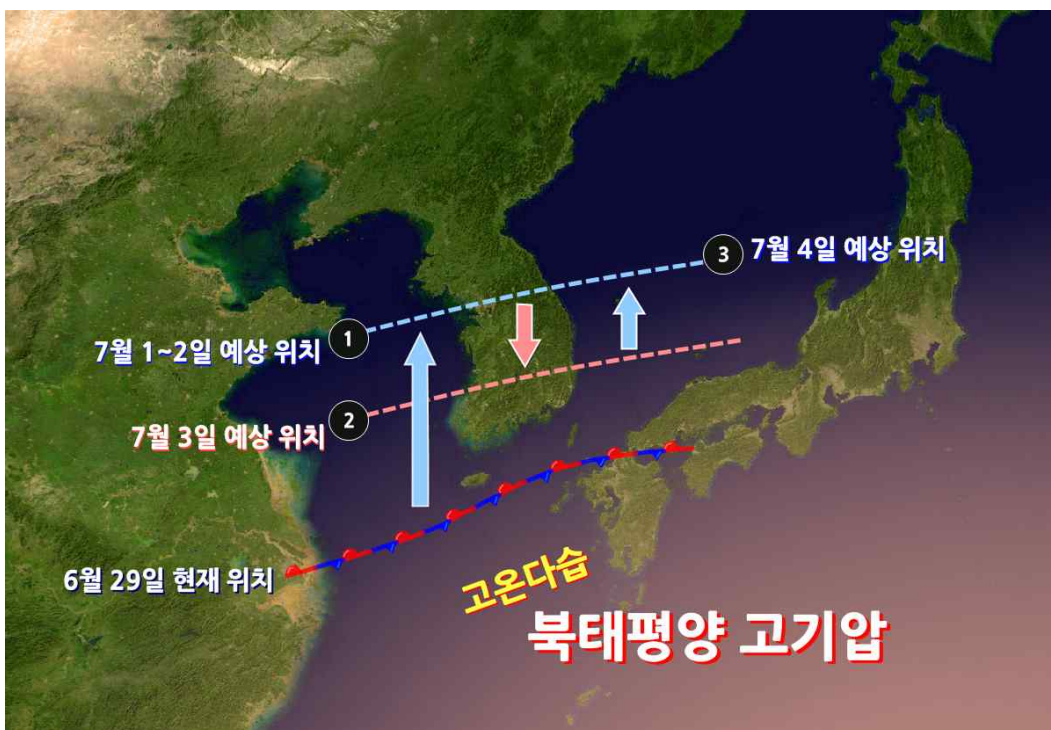 3
7월 4일 예상 위치
1
7월 1~2일 예상 위치
2
7월 3일 예상 위치
6월 29일 현재 위치
고온다습
북태평양 고기압